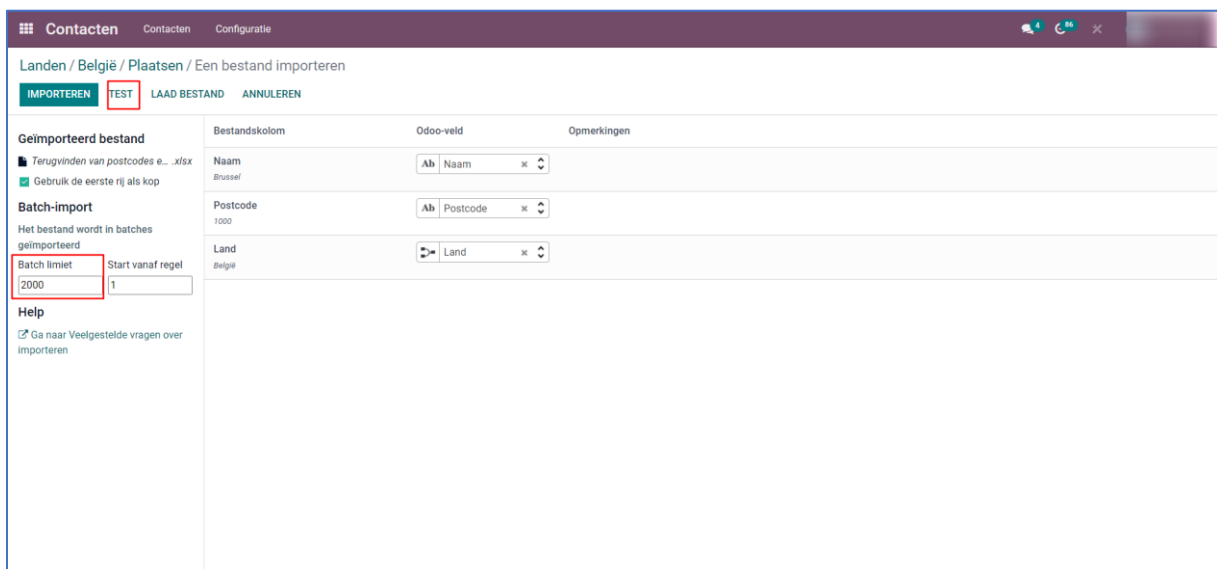 Contacten Contacten Configuratie 4 86
Landen / België / Plaatsen / Een bestand importeren
IMPORTEREN TEST LAAD BESTAND ANNULEREN
Geïmporteerd bestand
Terugvinden van postcodes e... .xlsx
Gebruik de eerste rij als kop
Batch-import
Het bestand wordt in batches
geïmporteerd
Batch limiet Start vanaf regel
2000 1
Help
Ga naar Veelgestelde vragen over
importeren
Bestandskolom Odoo-veld Opmerkingen
Naam Ab Naam
Brussel
Postcode Ab Postcode
1000
Land Land
België